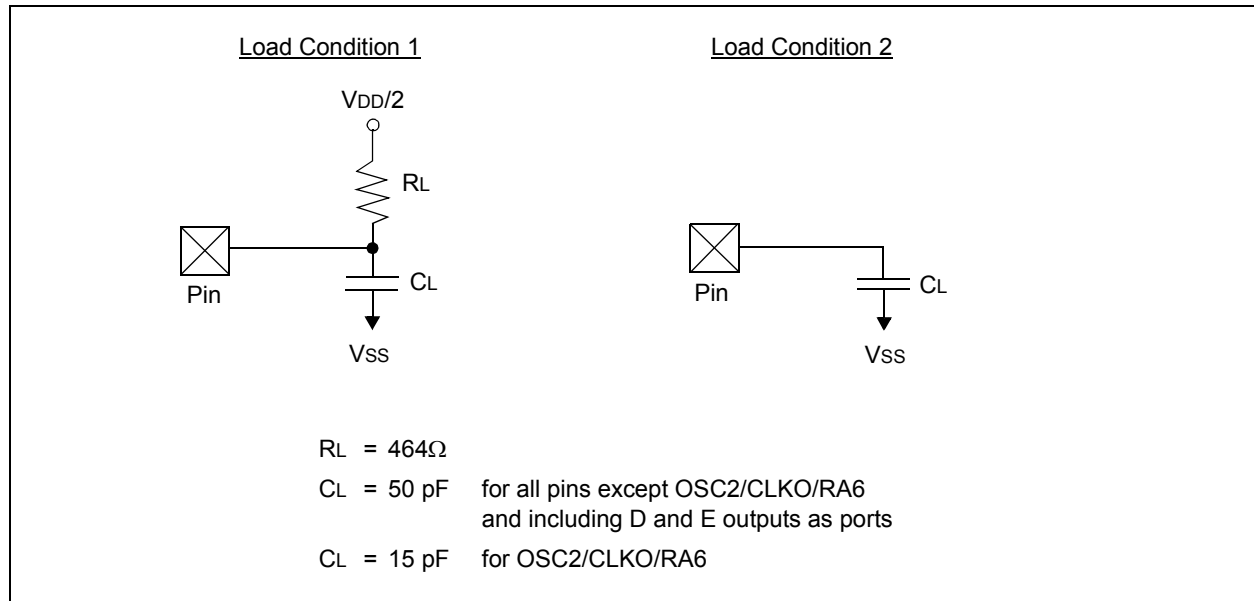 Load Condition 1
Load Condition 2
VDD/2
RL
Pin
CL
VSS
Pin
CL
VSS
RL = 464Ω
CL = 50 pF for all pins except OSC2/CLKO/RA6
and including D and E outputs as ports
CL = 15 pF for OSC2/CLKO/RA6